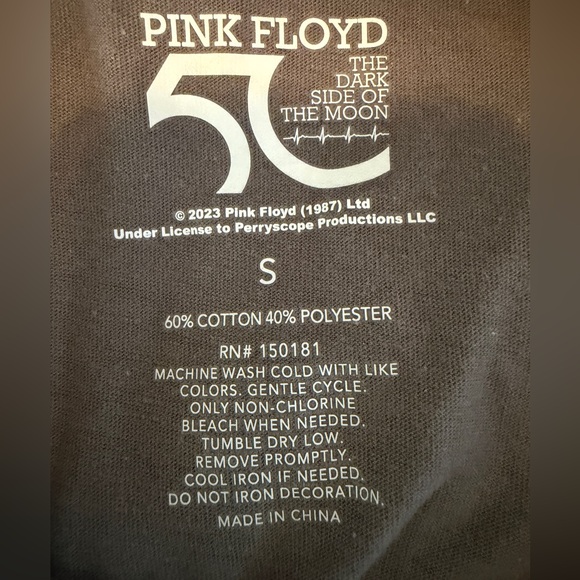 PINK FLOYD
50
THE
DARK
SIDE OF
THE MOON
© 2023 Pink Floyd (1987) Ltd
Under License to Perryscope Productions LLC
S
60% COTTON 40% POLYESTER
RN# 150181
MACHINE WASH COLD WITH LIKE
COLORS. GENTLE CYCLE.
ONLY NON-CHLORINE
BLEACH WHEN NEEDED.
TUMBLE DRY LOW.
REMOVE PROMPTLY.
COOL IRON IF NEEDED.
DO NOT IRON DECORATION.
MADE IN CHINA